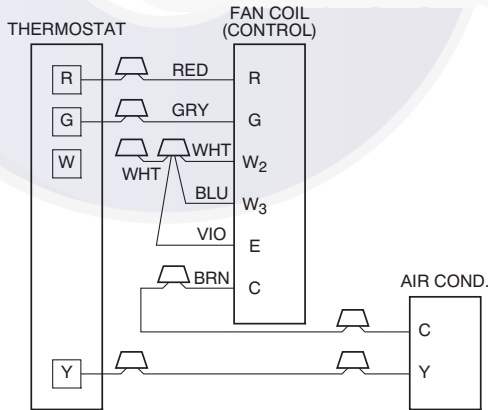 FAN COIL
THERMOSTAT (CONTROL)
R RED R
G GRY G
W WHT WHT W2
BLU W3
VIO E
BRN C
AIR COND.
C
Y Y